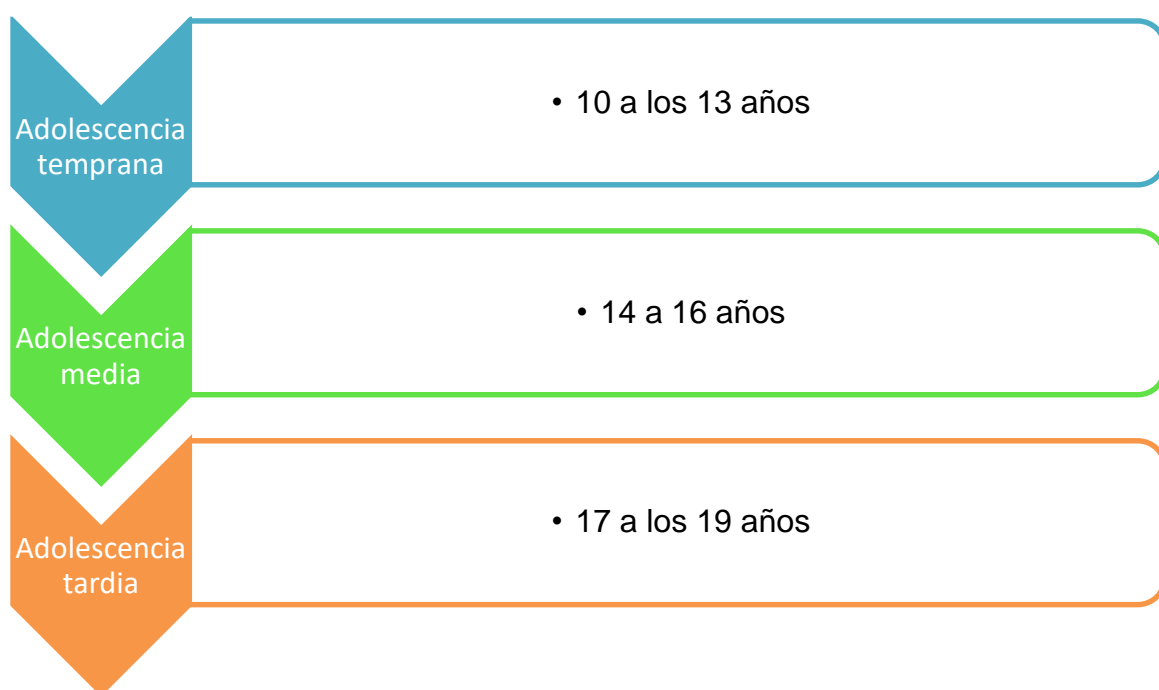 Adolescencia
temprana
• 10 a los 13 años
Adolescencia
media
• 14 a 16 años
Adolescencia
tardia
• 17 a los 19 años